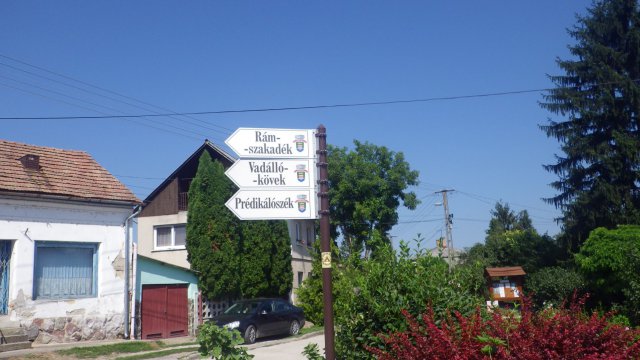 Rám-
-szakadék
Vadálló-
-kövek
Prédikálószék